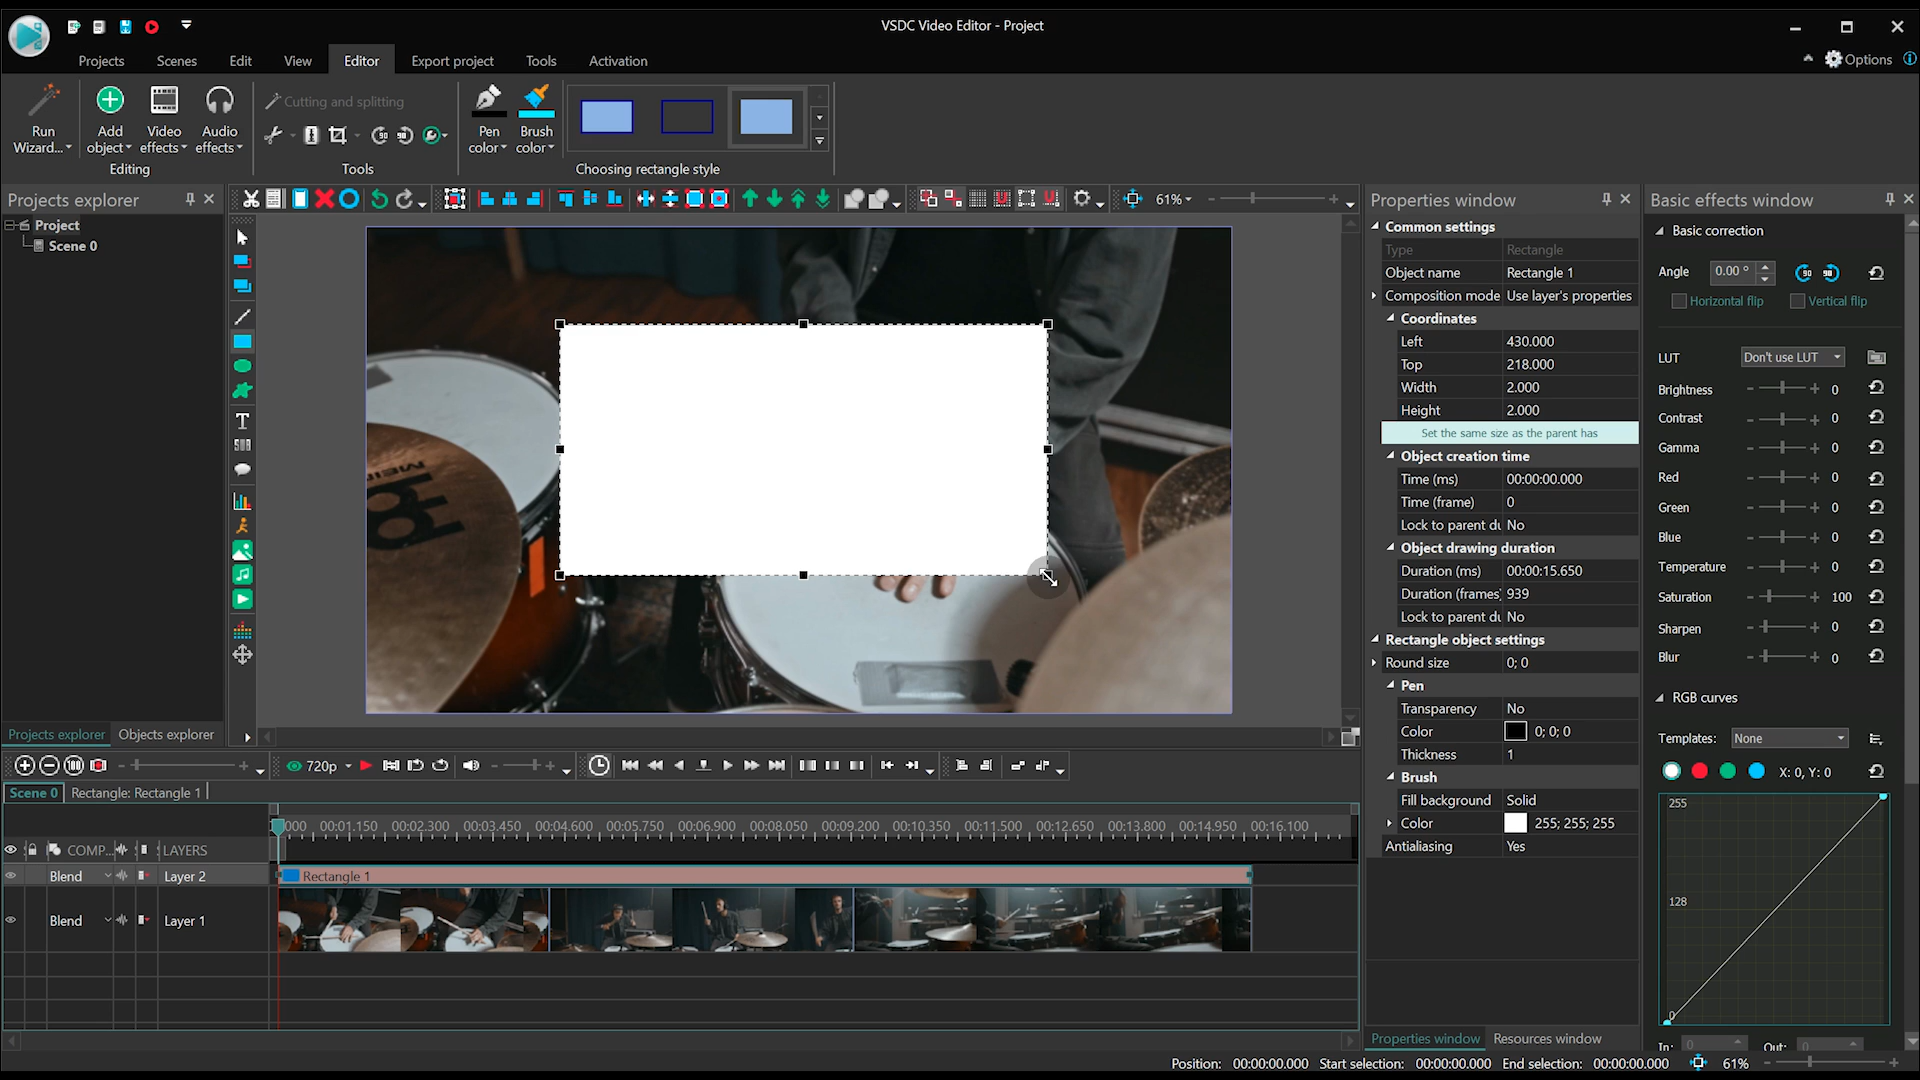 VSDC Video Editor - Project
Projects Scenes Edit View Editor Export project Tools Activation Options
Run Wizard...
Add object
Video effects
Audio effects
Editing
Cutting and splitting
Tools
Pen color
Brush color
Choosing rectangle style
Projects explorer
Project
Scene 0
Projects explorer Objects explorer
61%
Properties window
Common settings
Type Rectangle
Object name Rectangle 1
Composition mode Use layer's properties
Coordinates
Left 430.000
Top 218.000
Width 2.000
Height 2.000
Set the same size as the parent has
Object creation time
Time (ms) 00:00:00.000
Time (frame) 0
Lock to parent du No
Object drawing duration
Duration (ms) 00:00:15.650
Duration (frames) 939
Lock to parent du No
Rectangle object settings
Round size 0; 0
Pen
Transparency No
Color 0; 0; 0
Thickness 1
Brush
Fill background Solid
Color 255; 255; 255
Antialiasing Yes
Properties window Resources window
Basic effects window
Basic correction
Angle 0.00 ° 90 90
Horizontal flip Vertical flip
LUT Don't use LUT
Brightness - + 0
Contrast - + 0
Gamma - + 0
Red - + 0
Green - + 0
Blue - + 0
Temperature - + 0
Saturation - + 100
Sharpen - + 0
Blur - + 0
RGB curves
Templates: None
X: 0, Y: 0
255
128
0
In: 0 Out: 0
720p
Scene 0 Rectangle: Rectangle 1
000 00:01.150 00:02.300 00:03.450 00:04.600 00:05.750 00:06.900 00:08.050 00:09.200 00:10.350 00:11.500 00:12.650 00:13.800 00:14.950 00:16.100
COMP... LAYERS
Blend Layer 2 Rectangle 1
Blend Layer 1
Position: 00:00:00.000 Start selection: 00:00:00.000 End selection: 00:00:00.000 61%